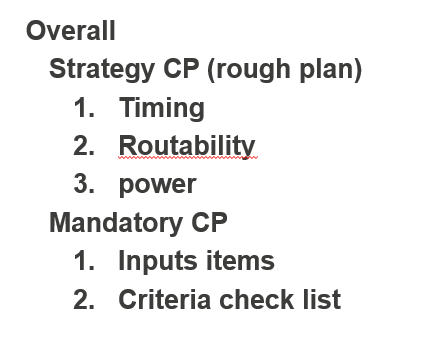 Overall
Strategy CP (rough plan)
1. Timing
2. Routability
3. power
Mandatory CP
1. Inputs items
2. Criteria check list